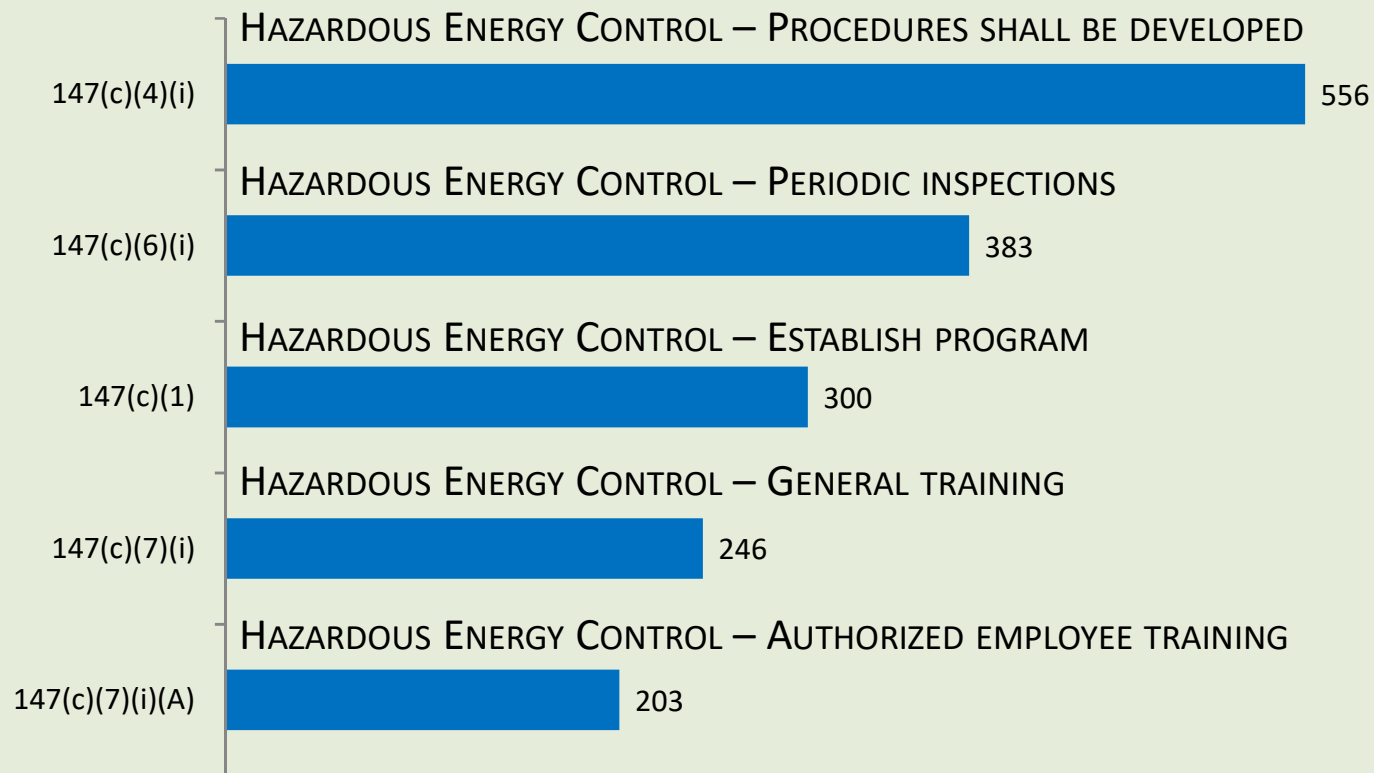 Hazardous Energy Control – Procedures shall be developed
147(c)(4)(i)
556
Hazardous Energy Control – Periodic inspections
147(c)(6)(i)
383
Hazardous Energy Control – Establish program
147(c)(1)
300
Hazardous Energy Control – General training
147(c)(7)(i)
246
Hazardous Energy Control – Authorized employee training
147(c)(7)(i)(A)
203